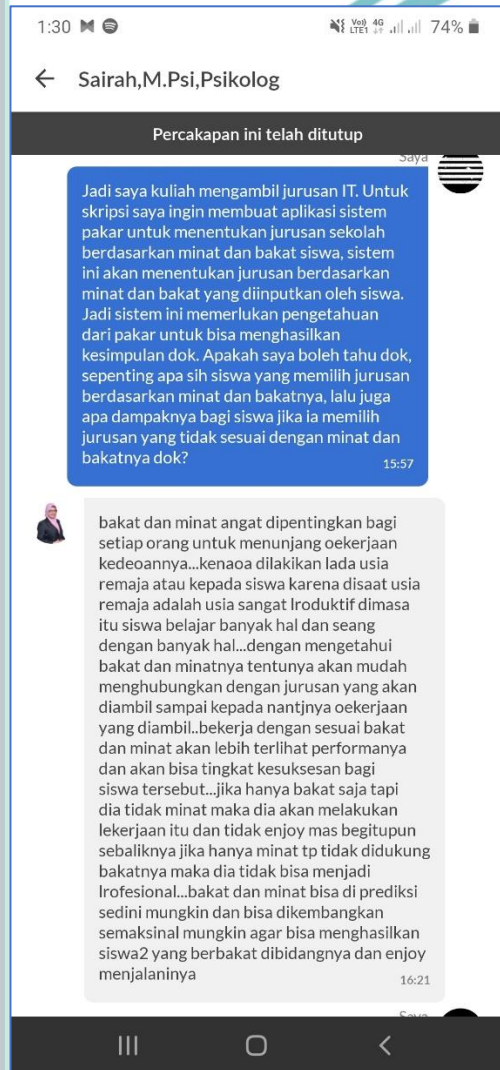 1:30
Vo)) 4G
LTE1
74%
Sairah,M.Psi,Psikolog
Percakapan ini telah ditutup
Saya
Jadi saya kuliah mengambil jurusan IT. Untuk
skripsi saya ingin membuat aplikasi sistem
pakar untuk menentukan jurusan sekolah
berdasarkan minat dan bakat siswa, sistem
ini akan menentukan jurusan berdasarkan
minat dan bakat yang diinputkan oleh siswa.
Jadi sistem ini memerlukan pengetahuan
dari pakar untuk bisa menghasilkan
kesimpulan dok. Apakah saya boleh tahu dok,
sepenting apa sih siswa yang memilih jurusan
berdasarkan minat dan bakatnya, lalu juga
apa dampaknya bagi siswa jika ia memilih
jurusan yang tidak sesuai dengan minat dan
bakatnya dok?
15:57
bakat dan minat angat dipentingkan bagi
setiap orang untuk menunjang oekerjaan
kedeoannya...kenaoa dilakikan lada usia
remaja atau kepada siswa karena disaat usia
remaja adalah usia sangat lroduktif dimasa
itu siswa belajar banyak hal dan seang
dengan banyak hal...dengan mengetahui
bakat dan minatnya tentunya akan mudah
menghubungkan dengan jurusan yang akan
diambil sampai kepada nantjnya oekerjaan
yang diambil..bekerja dengan sesuai bakat
dan minat akan lebih terlihat performanya
dan akan bisa tingkat kesuksesan bagi
siswa tersebut...jika hanya bakat saja tapi
dia tidak minat maka dia akan melakukan
lekerjaan itu dan tidak enjoy mas begitupun
sebaliknya jika hanya minat tp tidak didukung
bakatnya maka dia tidak bisa menjadi
lrofesional...bakat dan minat bisa di prediksi
sedini mungkin dan bisa dikembangkan
semaksinal mungkin agar bisa menghasilkan
siswa2 yang berbakat dibidangnya dan enjoy
menjalaninya
16:21
Saya